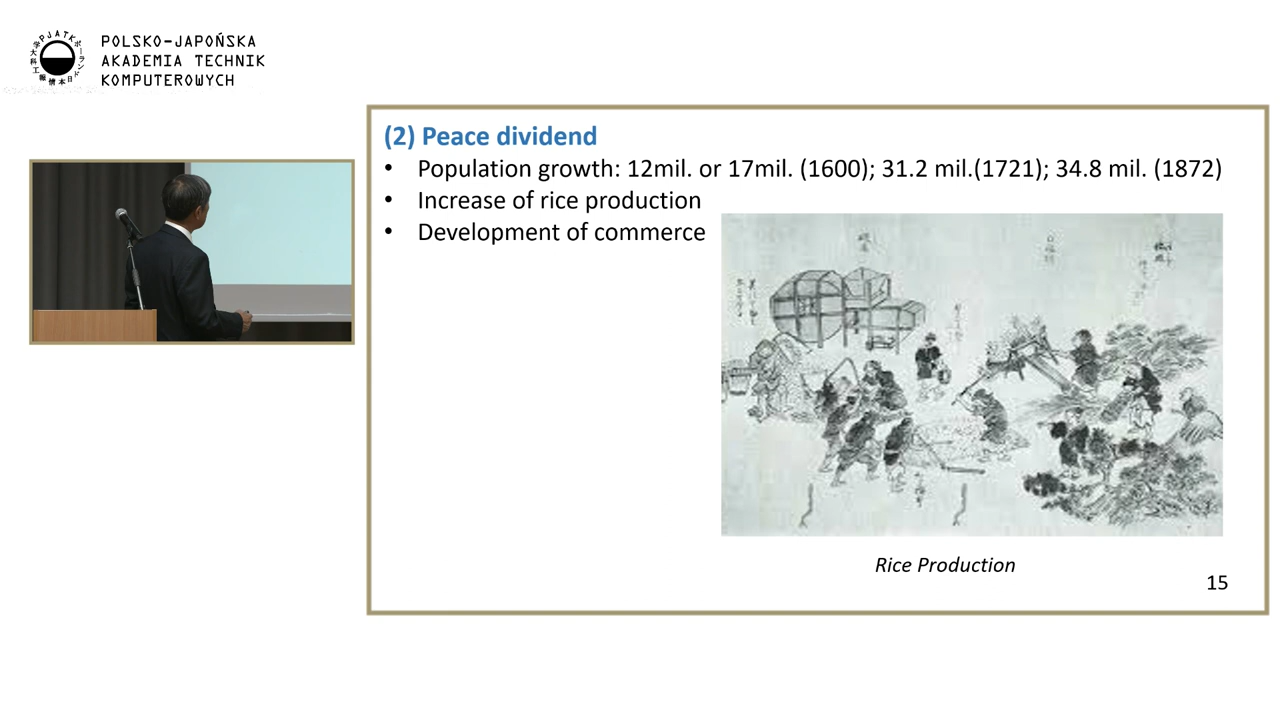 POLSKO-JAPOŃSKA
AKADEMIA TECHNIK
KOMPUTEROWYCH
PJATK
(2) Peace dividend
• Population growth: 12mil. or 17mil. (1600); 31.2 mil.(1721); 34.8 mil. (1872)
• Increase of rice production
• Development of commerce
Rice Production
15